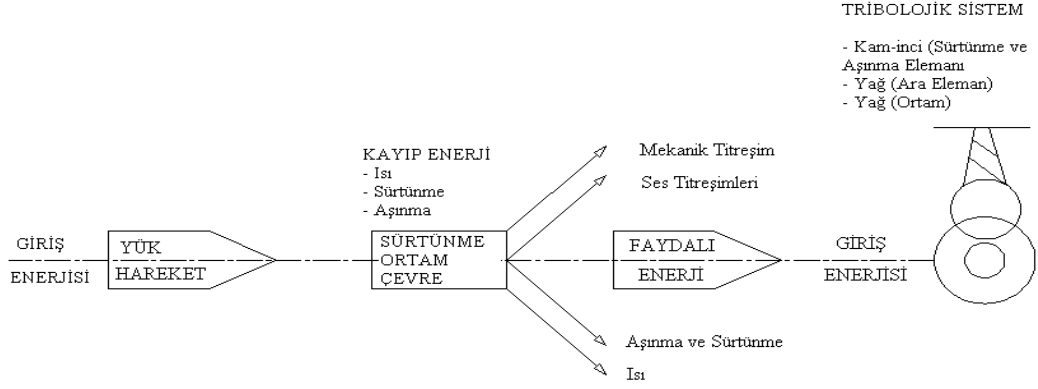 TRİBOLOJİK SİSTEM
- Kam-inci (Sürtünme ve
Aşınma Elemanı
- Yağ (Ara Eleman)
- Yağ (Ortam)
KAYIP ENERJİ
- Isı
- Sürtünme
- Aşınma
Mekanik Titreşim
Ses Titreşimleri
GİRİŞ
ENERJİSİ
YÜK
HAREKET
SÜRTÜNME
ORTAM
ÇEVRE
FAYDALI
ENERJİ
GİRİŞ
ENERJİSİ
Aşınma ve Sürtünme
Isı